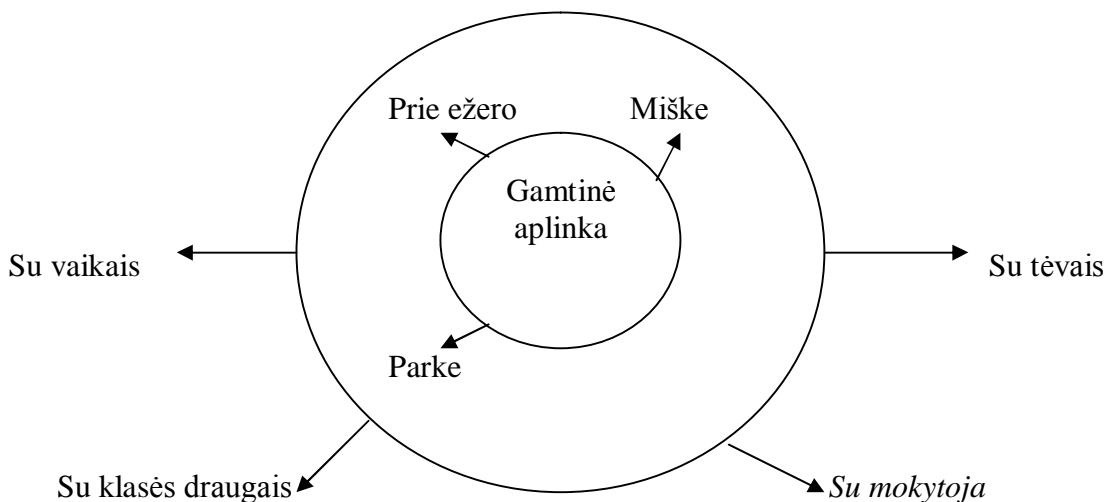 Prie ežero
Miške
Gamtinė
aplinka
Su vaikais
Su tėvais
Parke
Su klasės draugais
Su mokytoja